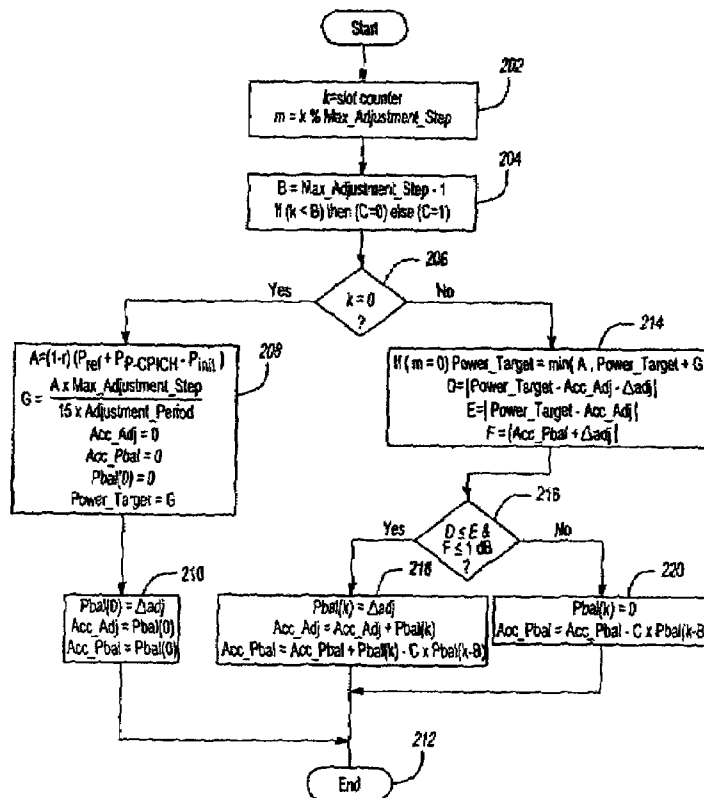 Start
202
k=slot counter
m = k % Max_Adjustment_Step
204
B = Max_Adjustment_Step - 1
If (k < B) then (C=0) else (C=1)
206
Yes
k = 0
?
No
208
A=(1-r) (P_ref + P_P-CPICH - P_init )
G = A x Max_Adjustment_Step
15 x Adjustment_Period
Acc_Adj = 0
Acc_Pbal = 0
Pbal(0) = 0
Power_Target = G
214
If ( m = 0) Power_Target = min( A , Power_Target + G
D=|Power_Target - Acc_Adj - Δadj|
E=| Power_Target - Acc_Adj|
F =|Acc_Pbal + Δadj|
216
Yes
D ≤ E &
F ≤ 1 dB
?
No
210
Pbal(0) = Δadj
Acc_Adj = Pbal(0)
Acc_Pbal = Pbal(0)
218
Pbal(k) = Δadj
Acc_Adj = Acc_Adj + Pbal(k)
Acc_Pbal = Acc_Pbal + Pbal(k) - C x Pbal(k-B)
220
Pbal(k) = 0
Acc_Pbal = Acc_Pbal - C x Pbal(k-B
212
End